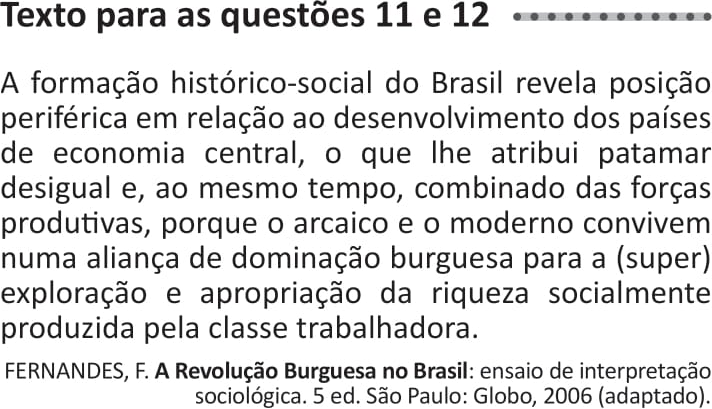 Texto para as questões 11 e 12
A formação histórico-social do Brasil revela posição
periférica em relação ao desenvolvimento dos países
de economia central, o que lhe atribui patamar
desigual e, ao mesmo tempo, combinado das forças
produtivas, porque o arcaico e o moderno convivem
numa aliança de dominação burguesa para a (super)
exploração e apropriação da riqueza socialmente
produzida pela classe trabalhadora.
FERNANDES, F. A Revolução Burguesa no Brasil: ensaio de interpretação
sociológica. 5 ed. São Paulo: Globo, 2006 (adaptado).